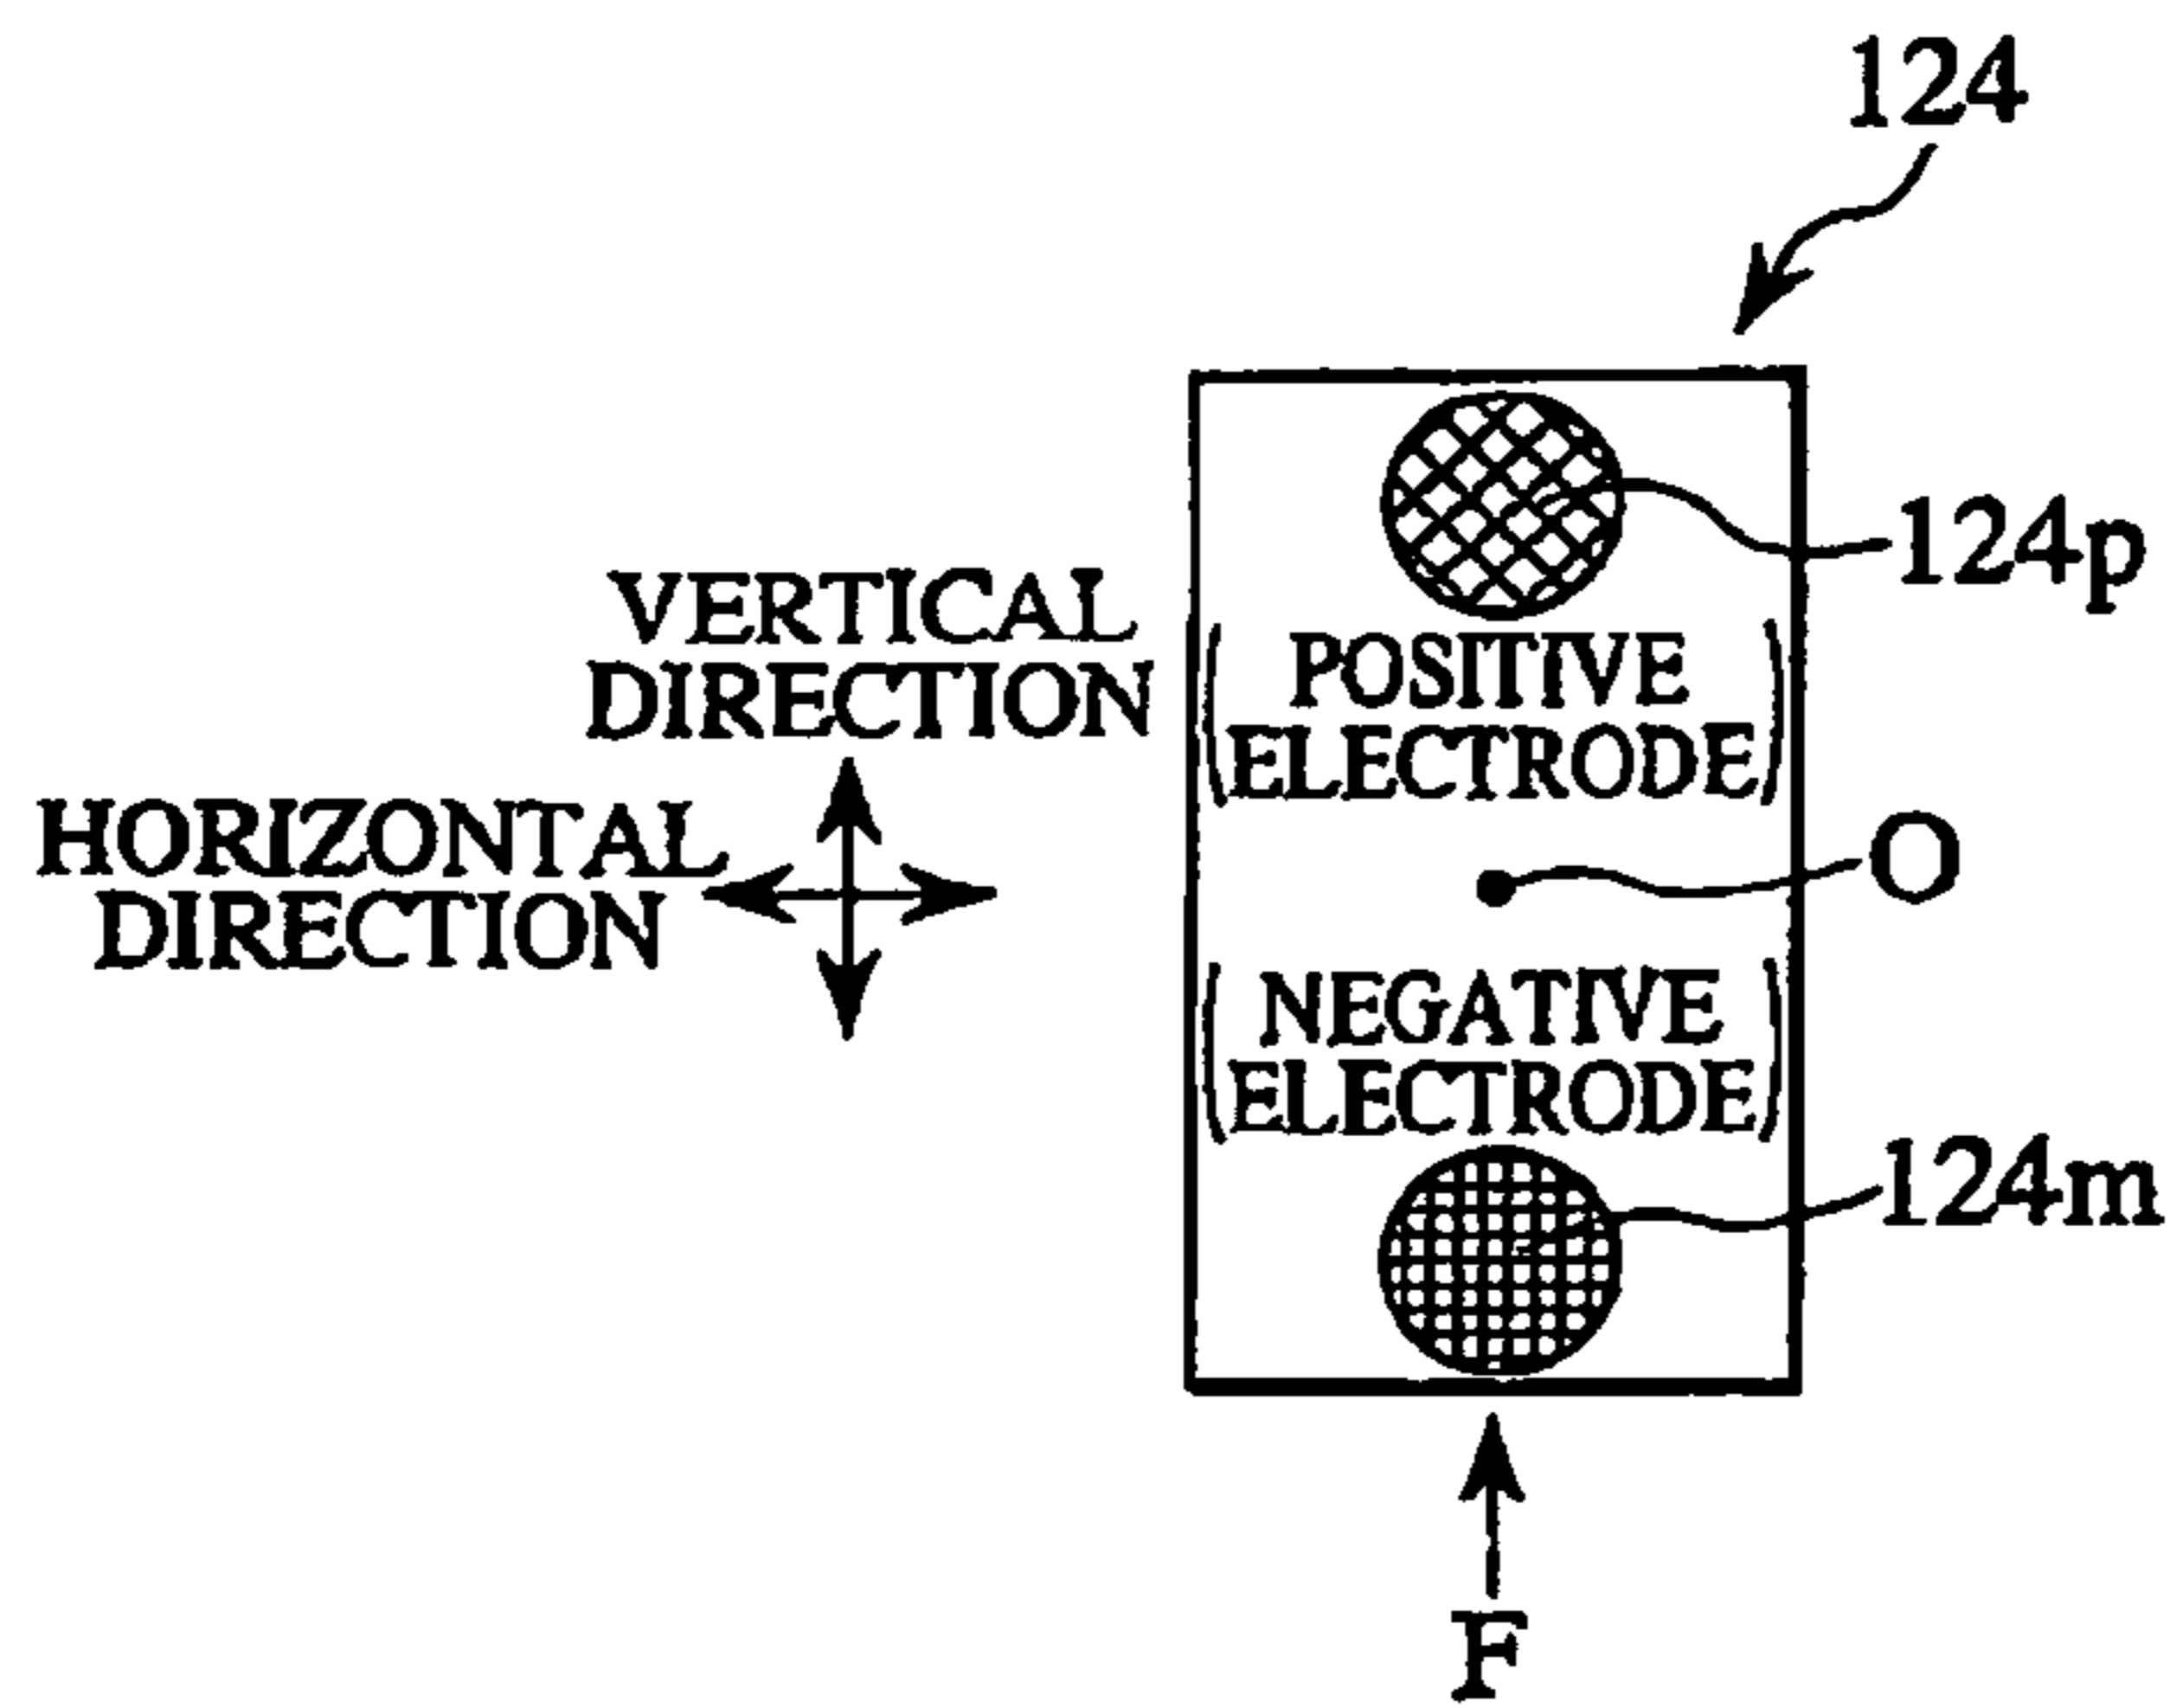 124
124p
VERTICAL
DIRECTION
POSITIVE
ELECTRODE
HORIZONTAL
DIRECTION
O
NEGATIVE
ELECTRODE
124m
F